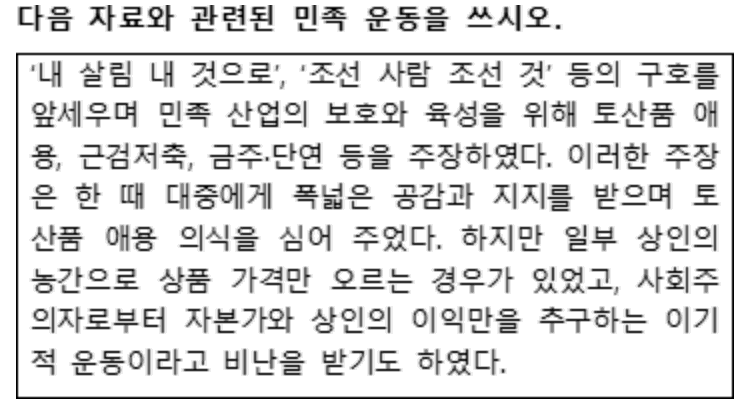 다음 자료와 관련된 민족 운동을 쓰시오.
‘내 살림 내 것으로’, ‘조선 사람 조선 것’ 등의 구호를
앞세우며 민족 산업의 보호와 육성을 위해 토산품 애
용, 근검저축, 금주·단연 등을 주장하였다. 이러한 주장
은 한 때 대중에게 폭넓은 공감과 지지를 받으며 토
산품 애용 의식을 심어 주었다. 하지만 일부 상인의
농간으로 상품 가격만 오르는 경우가 있었고, 사회주
의자로부터 자본가와 상인의 이익만을 추구하는 이기
적 운동이라고 비난을 받기도 하였다.